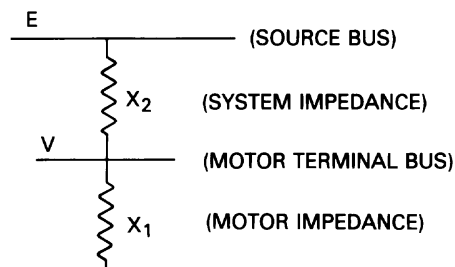 E
(SOURCE BUS)
X₂ (SYSTEM IMPEDANCE)
V
(MOTOR TERMINAL BUS)
X₁ (MOTOR IMPEDANCE)